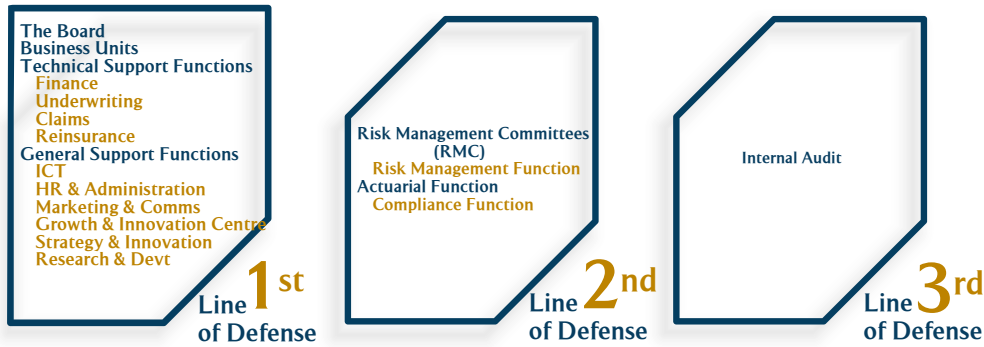 The Board
Business Units
Technical Support Functions
Finance
Underwriting
Claims
Reinsurance
General Support Functions
ICT
HR & Administration
Marketing & Comms
Growth & Innovation Centre
Strategy & Innovation
Research & Devt
Line 1st
of Defense
Risk Management Committees
(RMC)
Risk Management Function
Actuarial Function
Compliance Function
Line 2nd
of Defense
Internal Audit
Line 3rd
of Defense